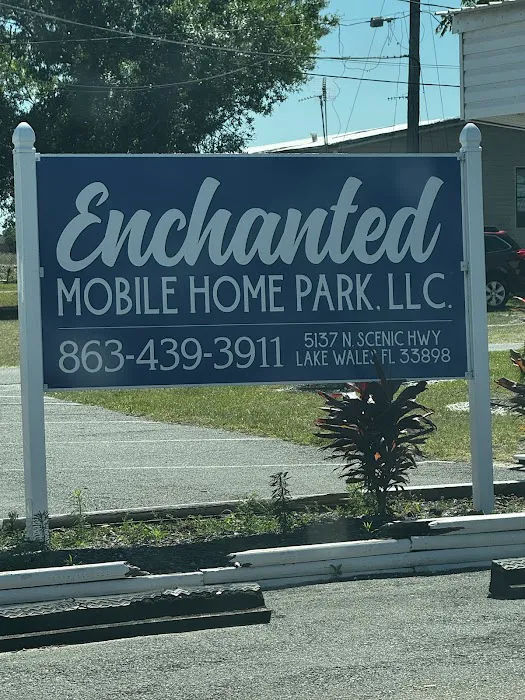 Enchanted
MOBILE HOME PARK, LLC.
863-439-3911
5137 N. SCENIC HWY
LAKE WALES FL 33898